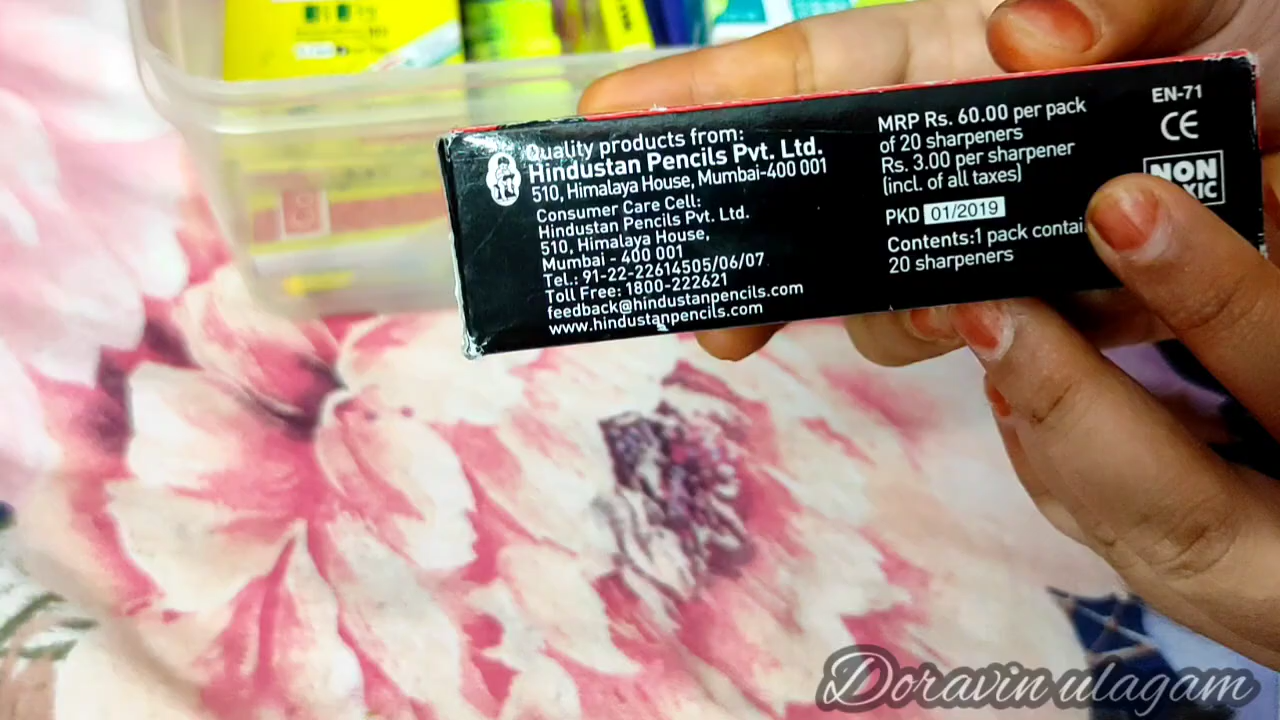 Quality products from:
Hindustan Pencils Pvt. Ltd.
510, Himalaya House, Mumbai-400 001
Consumer Care Cell:
Hindustan Pencils Pvt. Ltd.
510, Himalaya House,
Mumbai - 400 001
Tel.: 91-22-22614505/06/07
Toll Free: 1800-222621
feedback@hindustanpencils.com
www.hindustanpencils.com
MRP Rs. 60.00 per pack
of 20 sharpeners
Rs. 3.00 per sharpener
(incl. of all taxes)
PKD 01/2019
Contents:1 pack contai
20 sharpeners
EN-71
CE
NON
XIC
Doravin ulagam